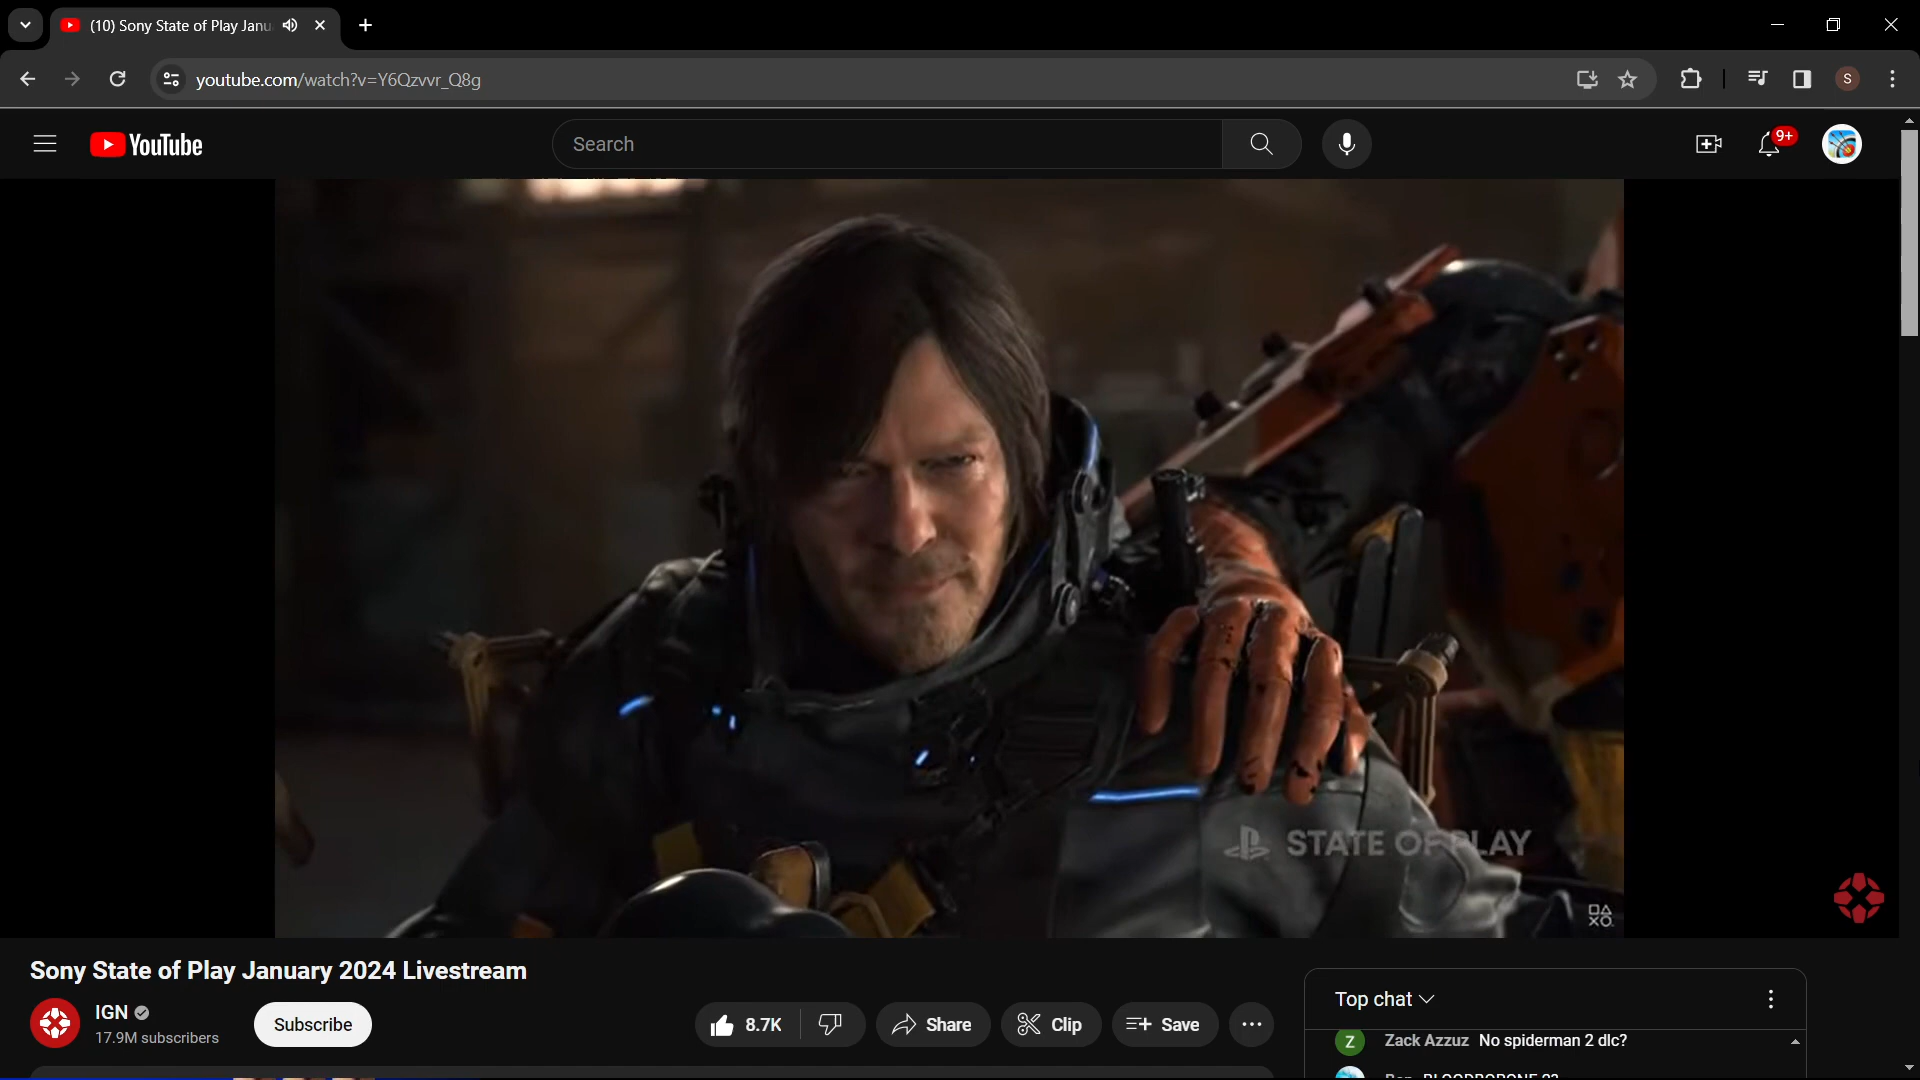 (10) Sony State of Play Janu
youtube.com/watch?v=Y6Qzvvr_Q8g
S
YouTube
Search
9+
STATE OF PLAY
Sony State of Play January 2024 Livestream
IGN
17.9M subscribers
Subscribe
8.7K
Share
Clip
Save
Top chat
Z
Zack Azzuz No spiderman 2 dlc?